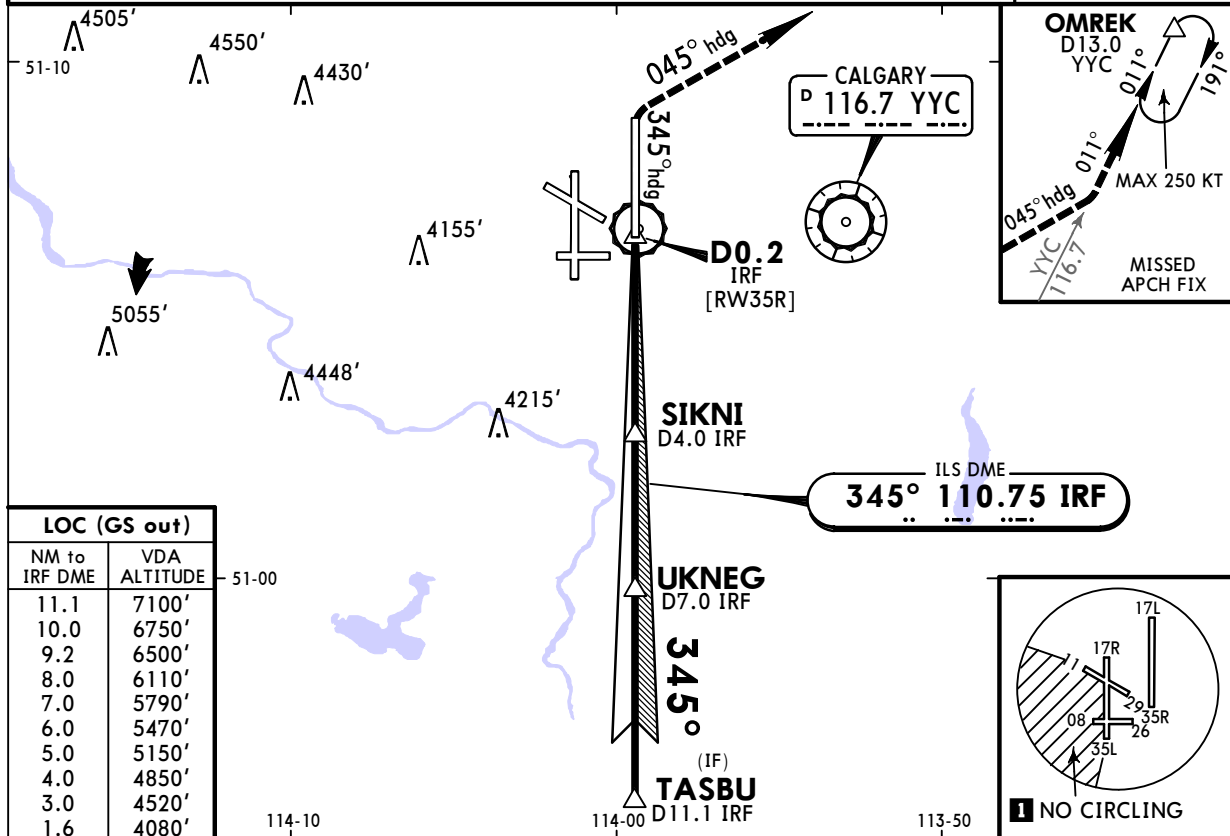 4505'
4550'
4430'
51-10
045° hdg
345° hdg
CALGARY
D 116.7 YYC
OMREK
D13.0
YYC
011°
191°
011°
MAX 250 KT
045° hdg
YYC
116.7
MISSED
APCH FIX
4155'
D0.2
IRF
[RW35R]
5055'
4448'
4215'
SIKNI
D4.0 IRF
ILS DME
345° 110.75 IRF
UKNEG
D7.0 IRF
345°
(IF)
TASBU
D11.1 IRF
LOC (GS out)
NM to IRF DME VDA ALTITUDE
11.1 7100'
10.0 6750'
9.2 6500'
8.0 6110'
7.0 5790'
6.0 5470'
5.0 5150'
4.0 4850'
3.0 4520'
1.6 4080'
51-00
114-10
114-00
113-50
17L
17R
11
29
08
26
35R
35L
1 NO CIRCLING